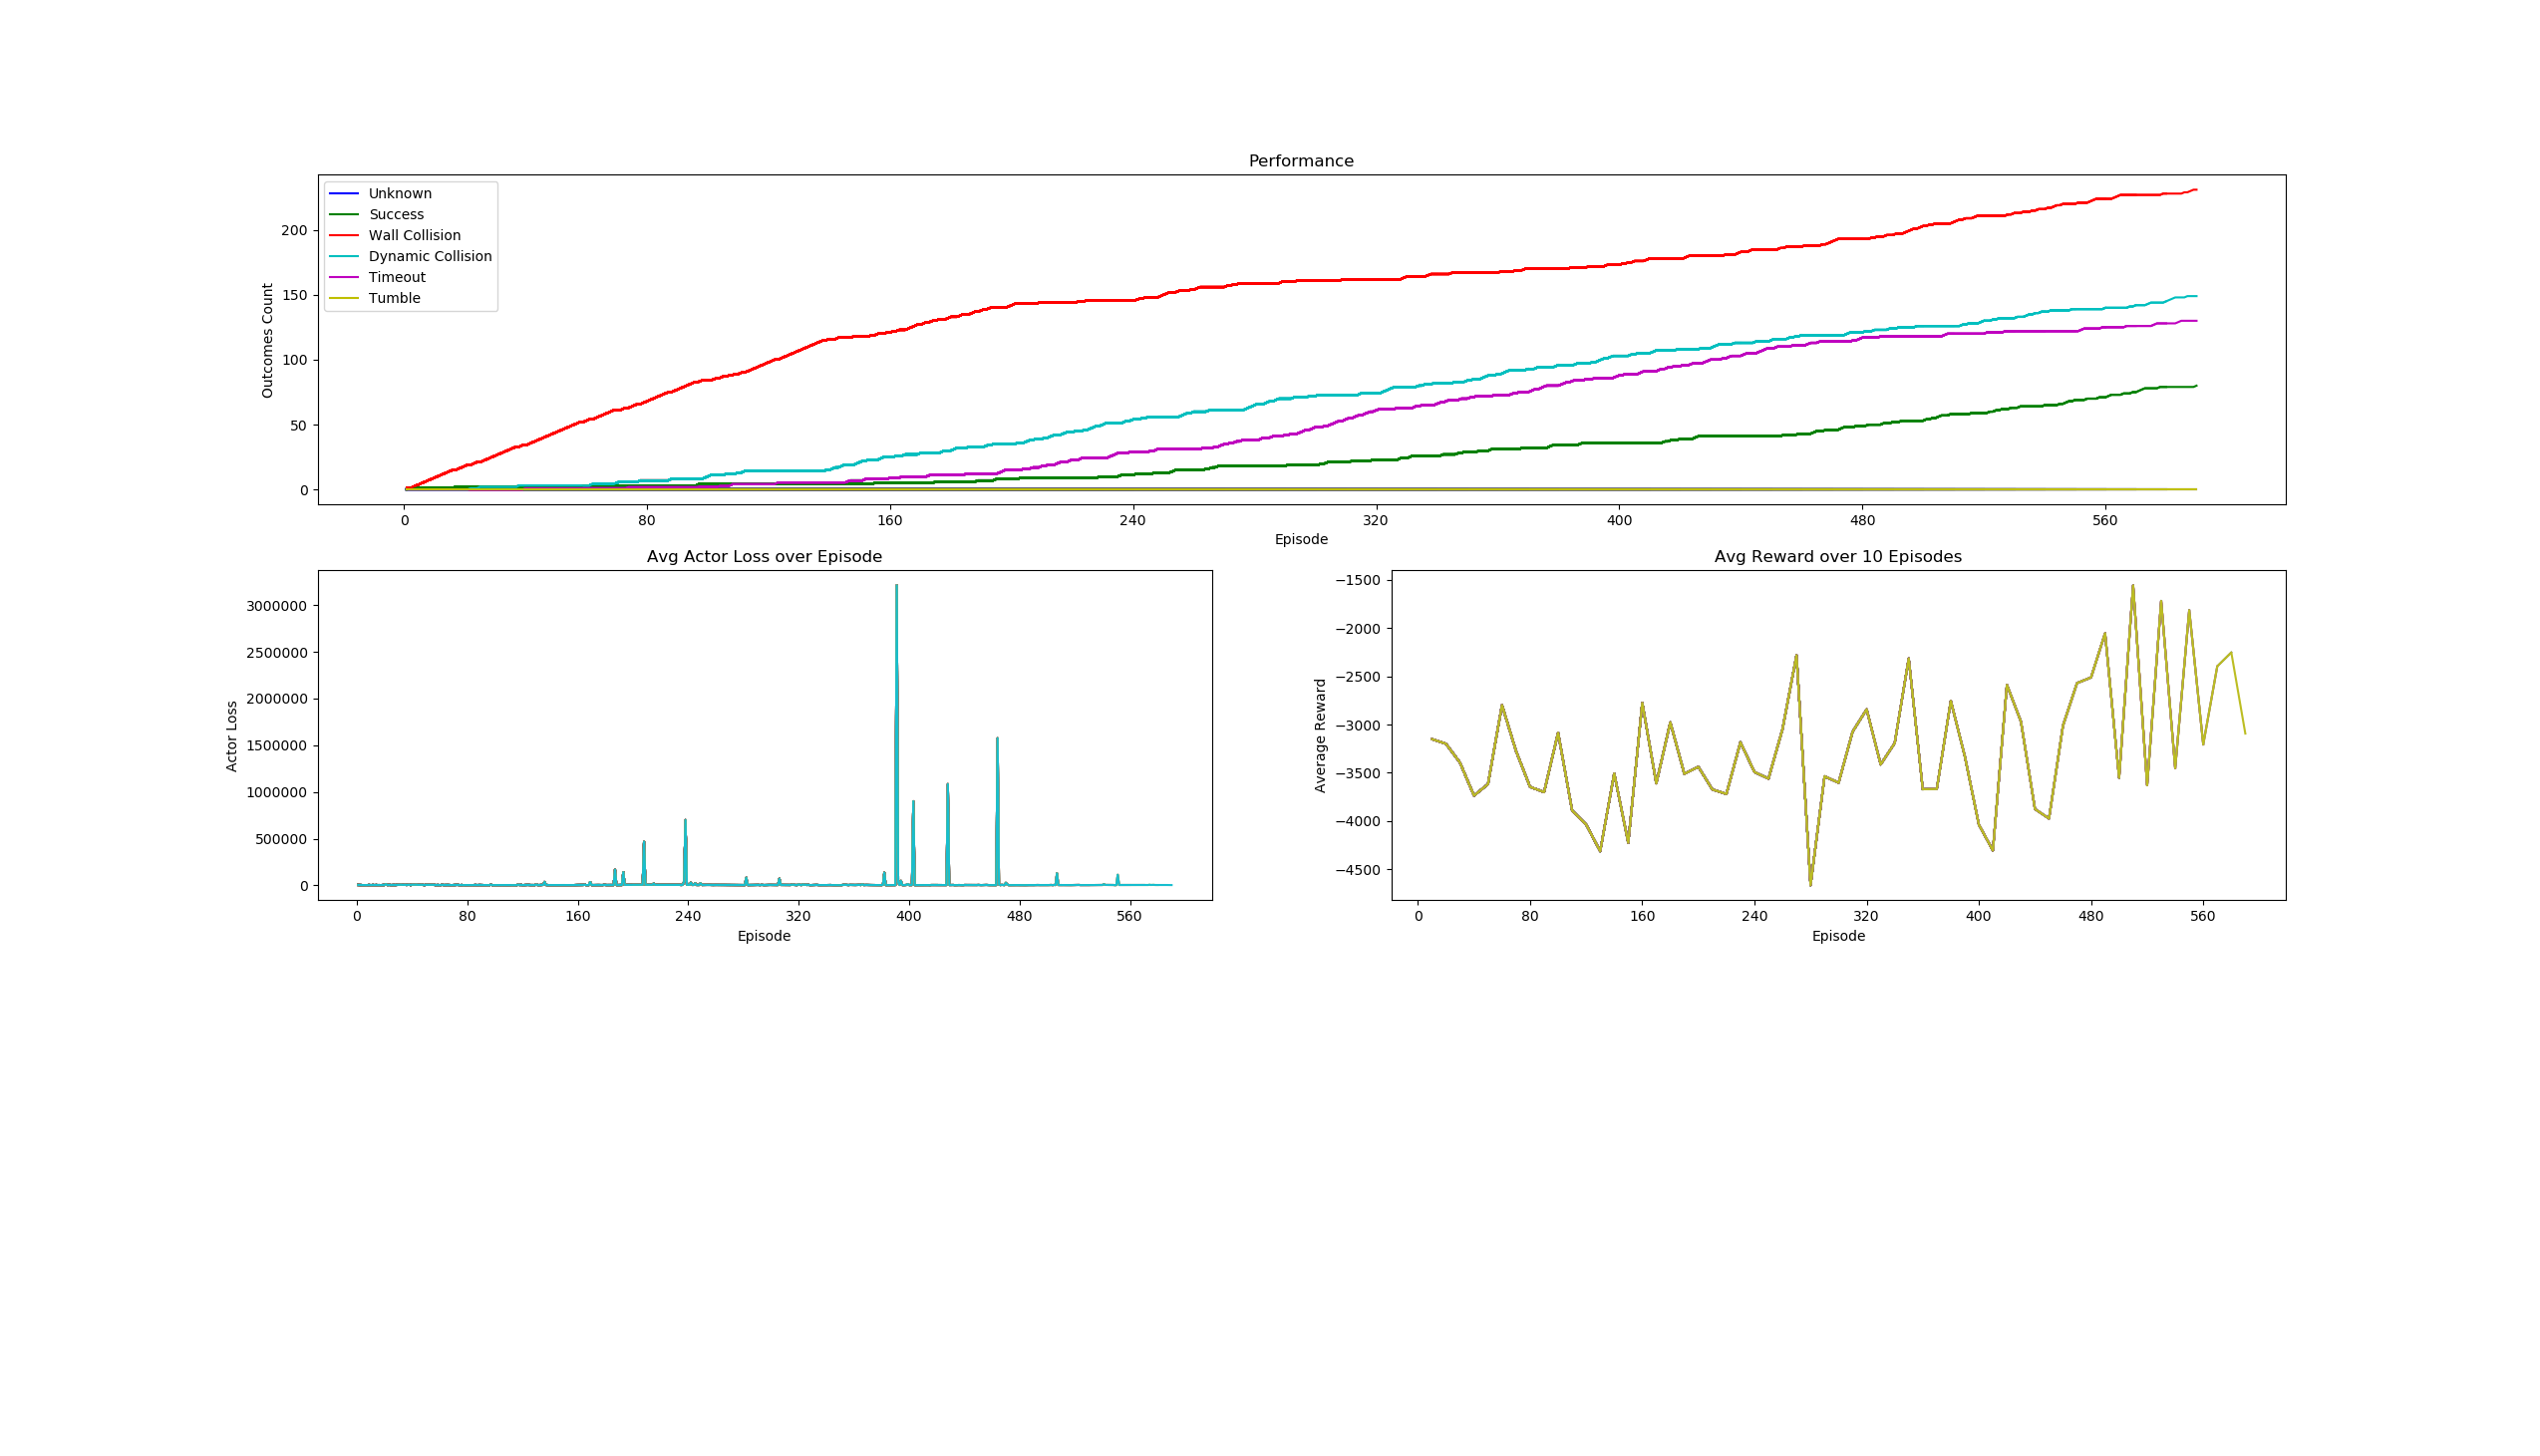 Performance
Unknown
Success
Wall Collision
Dynamic Collision
Timeout
Tumble
Outcomes Count
200
150
100
50
0
0 80 160 240 320 400 480 560
Episode
Avg Actor Loss over Episode
Actor Loss
3000000
2500000
2000000
1500000
1000000
500000
0
0 80 160 240 320 400 480 560
Episode
Avg Reward over 10 Episodes
Average Reward
−1500
−2000
−2500
−3000
−3500
−4000
−4500
0 80 160 240 320 400 480 560
Episode